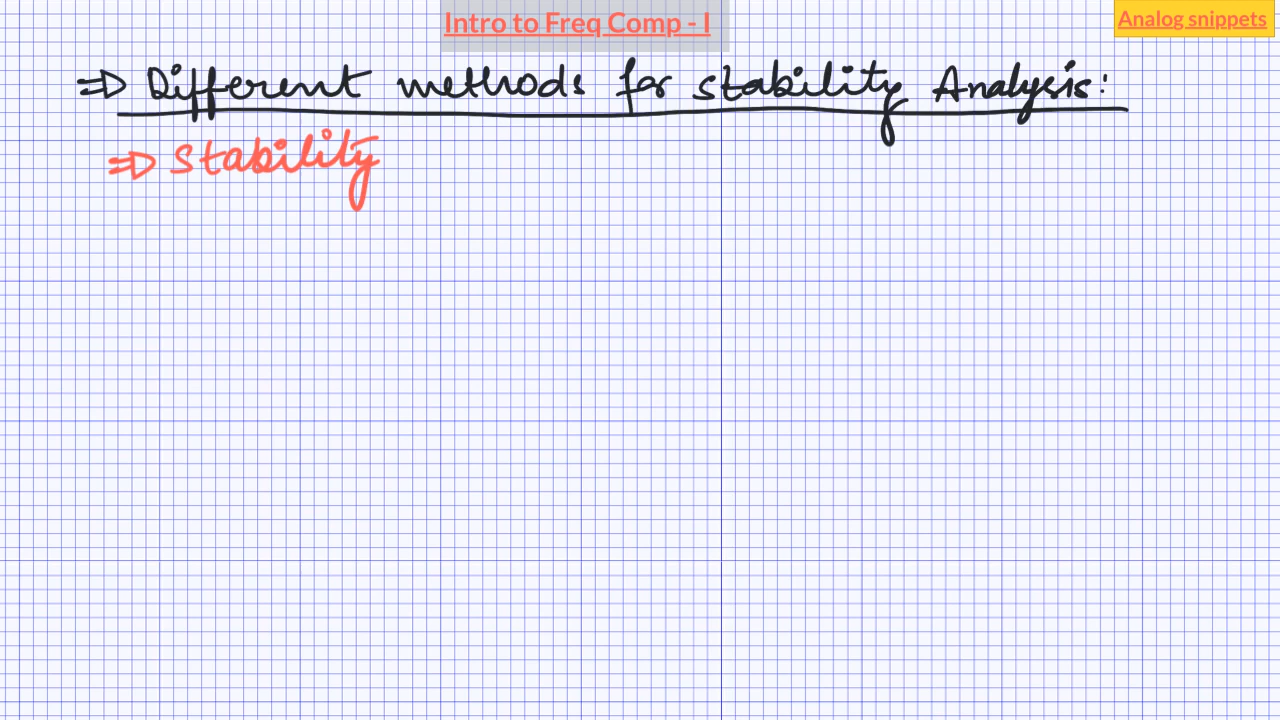 Intro to Freq Comp - I
Analog snippets
⇒ Different methods for stability Analysis:
⇒ Stability